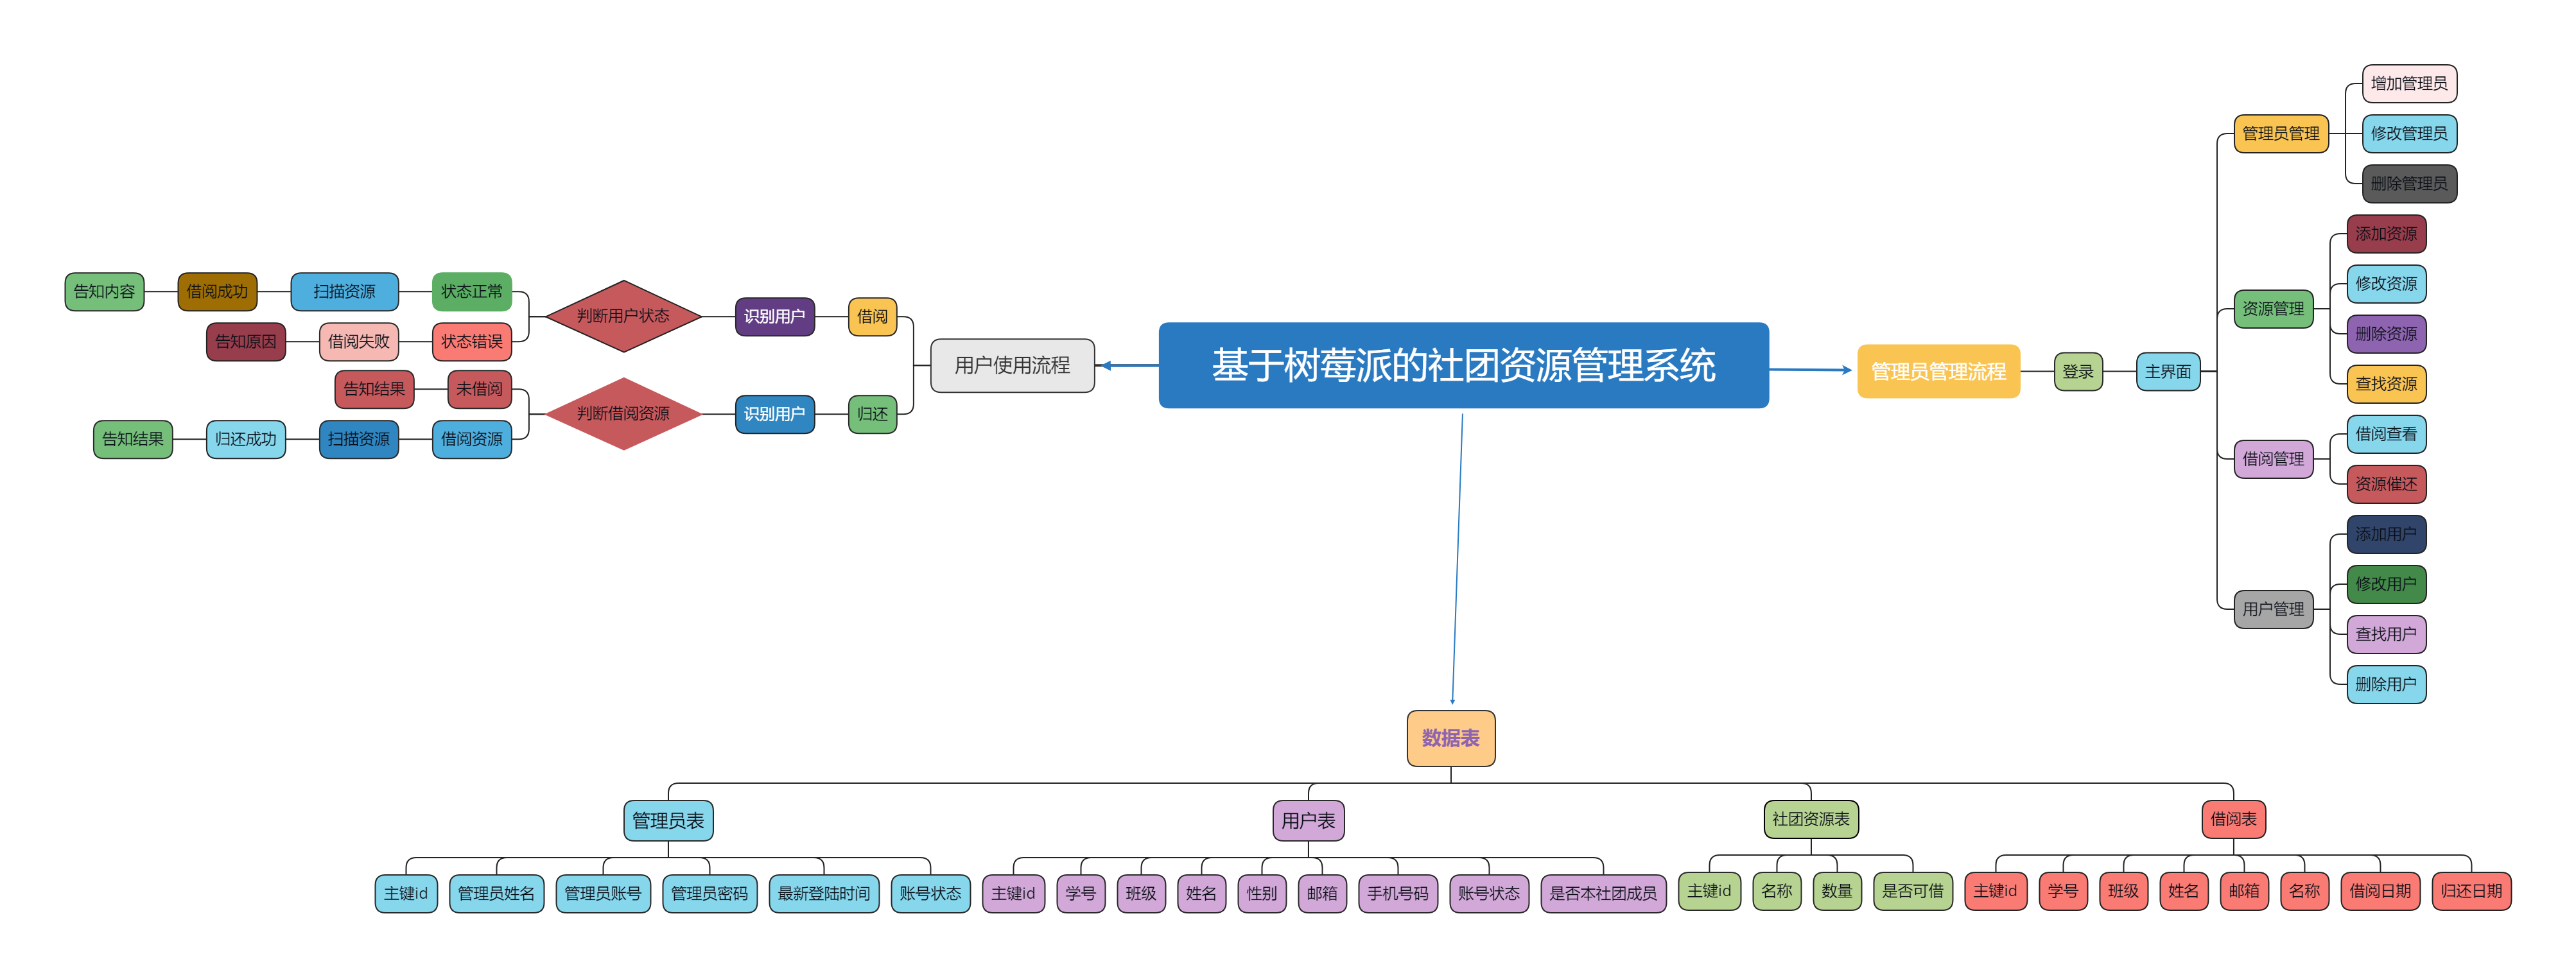 基于树莓派的社团资源管理系统
用户使用流程
借阅
识别用户
判断用户状态
状态正常
扫描资源
借阅成功
告知内容
状态错误
借阅失败
告知原因
归还
识别用户
判断借阅资源
未借阅
告知结果
借阅资源
扫描资源
归还成功
告知结果
管理员管理流程
登录
主界面
管理员管理
增加管理员
修改管理员
删除管理员
资源管理
添加资源
修改资源
删除资源
查找资源
借阅管理
借阅查看
资源催还
用户管理
添加用户
修改用户
查找用户
删除用户
数据表
管理员表
主键id
管理员姓名
管理员账号
管理员密码
最新登陆时间
账号状态
用户表
主键id
学号
班级
姓名
性别
邮箱
手机号码
账号状态
是否本社团成员
社团资源表
主键id
名称
数量
是否可借
借阅表
主键id
学号
班级
姓名
邮箱
名称
借阅日期
归还日期